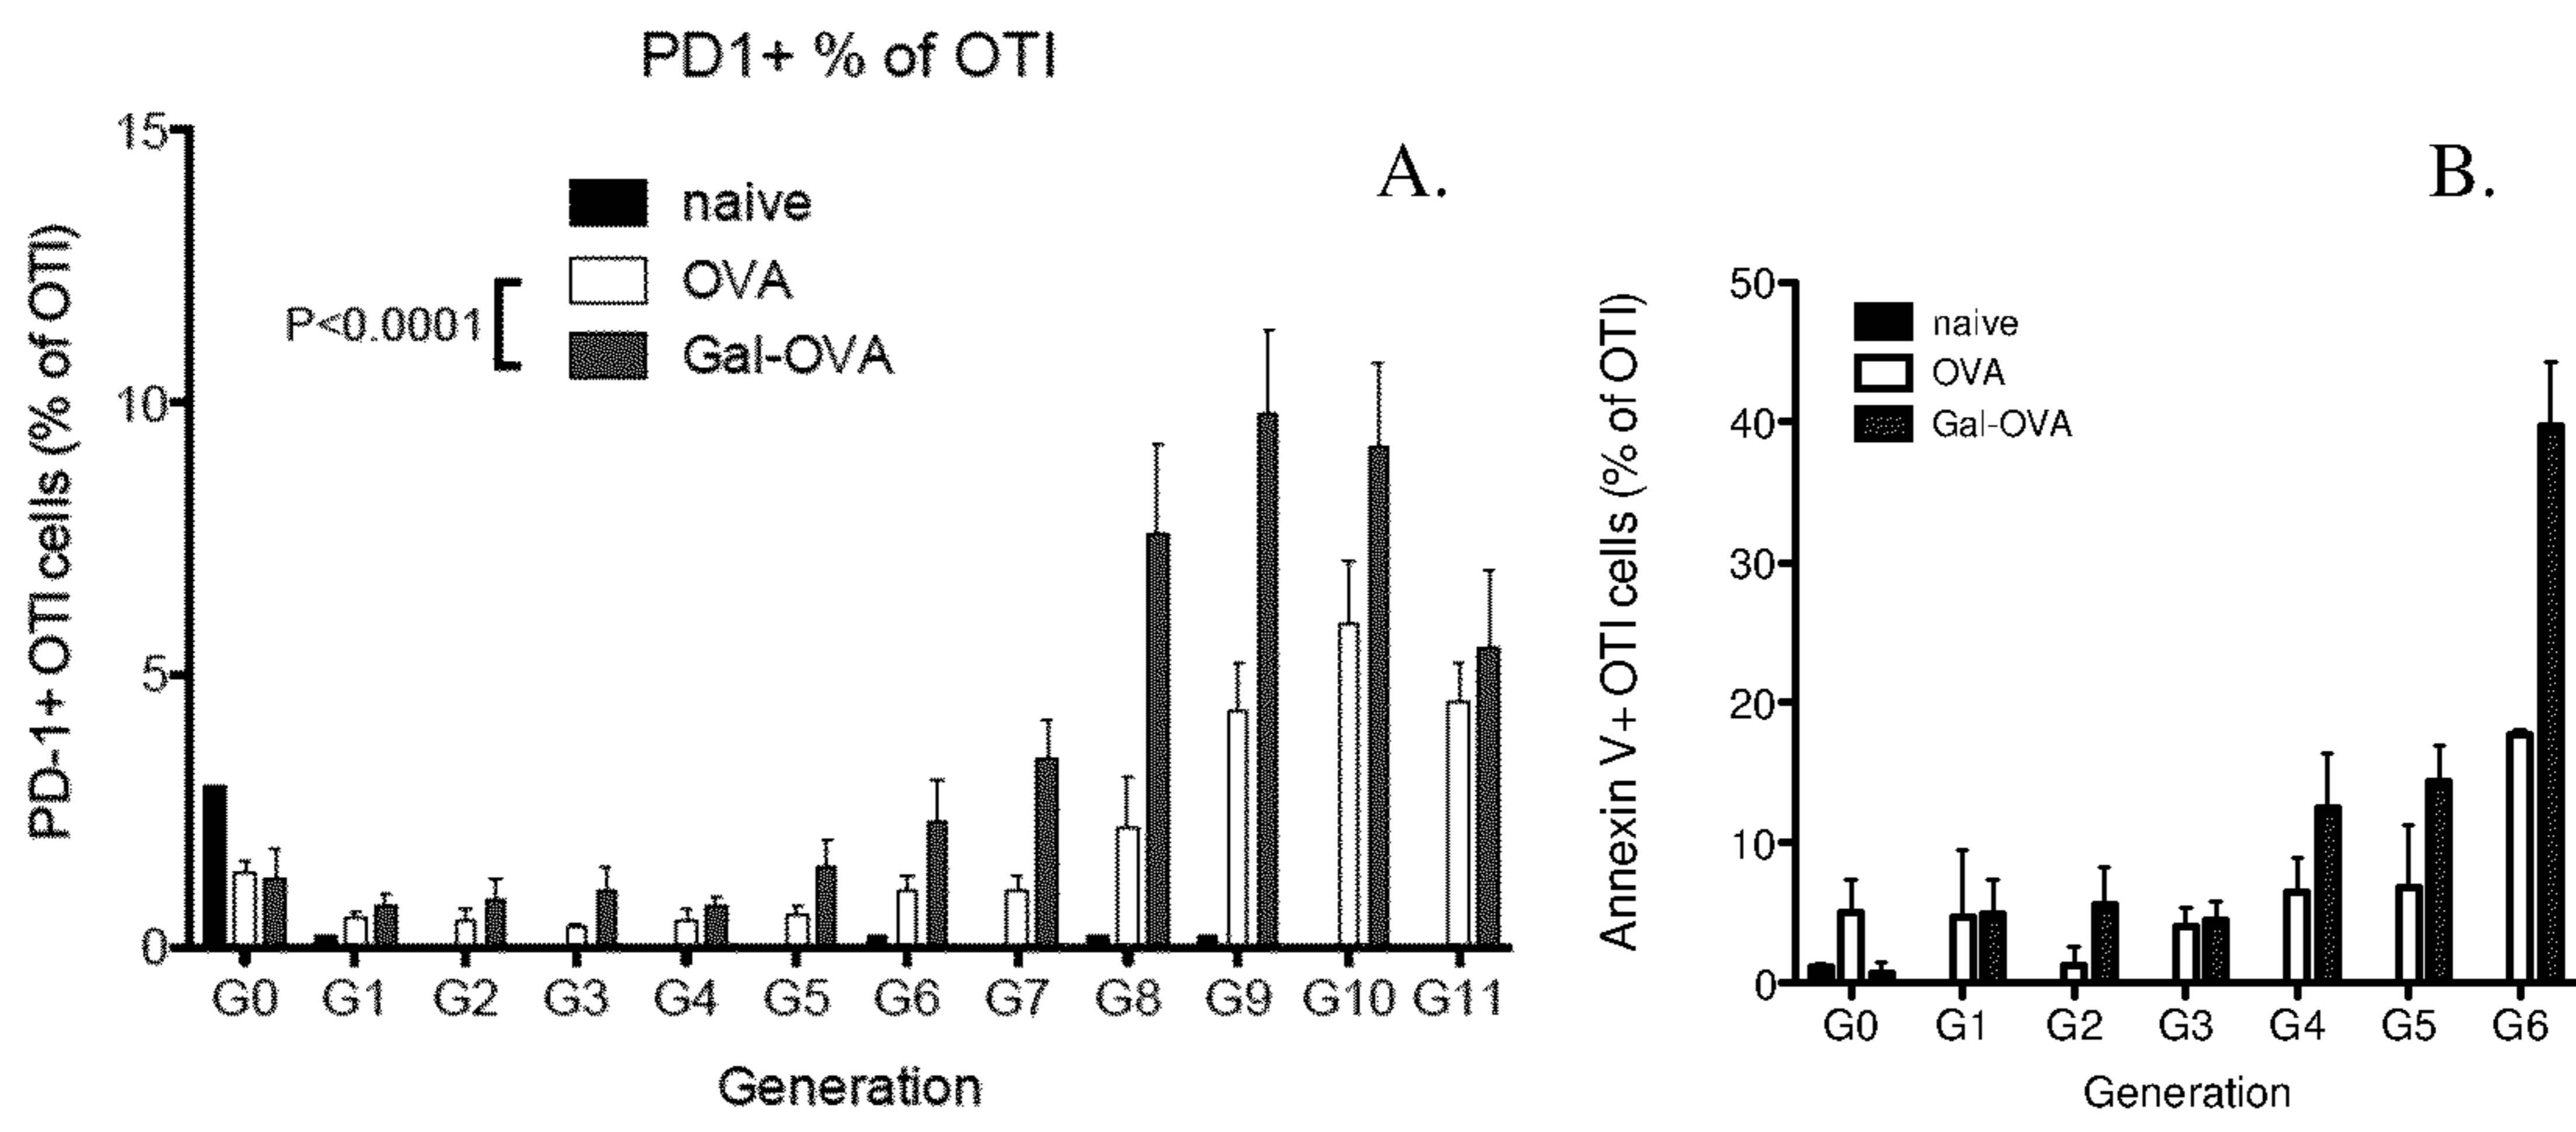 PD1+ % of OTI
A.
15
10
5
0
PD-1+ OTI cells (% of OTI)
naive
OVA
Gal-OVA
P<0.0001
G0 G1 G2 G3 G4 G5 G6 G7 G8 G9 G10 G11
Generation
B.
50
40
30
20
10
0
Annexin V+ OTI cells (% of OTI)
naive
OVA
Gal-OVA
G0 G1 G2 G3 G4 G5 G6
Generation